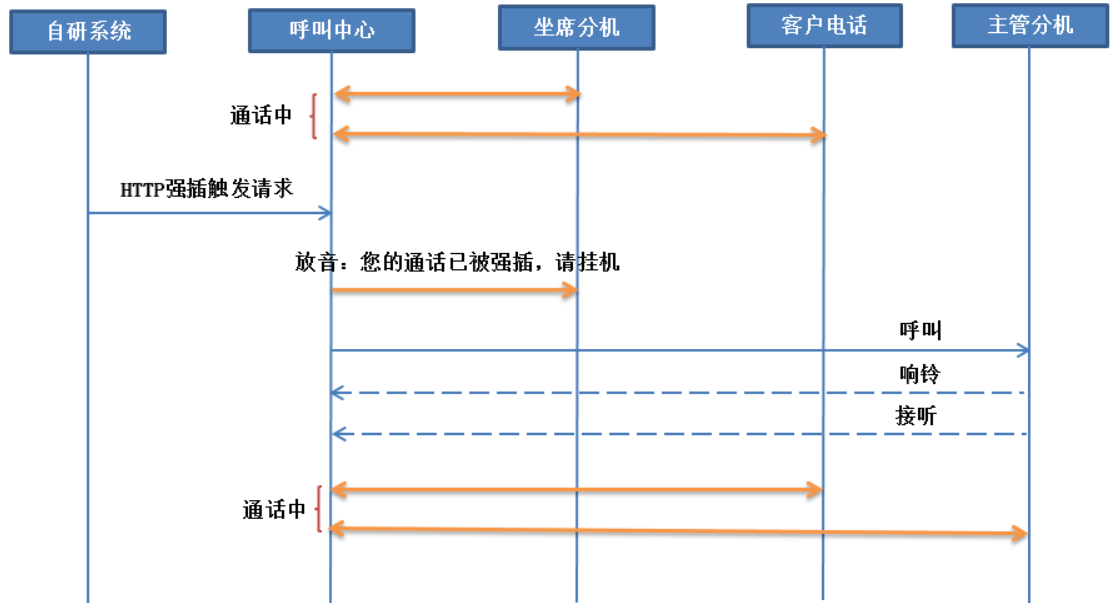 自研系统
呼叫中心
坐席分机
客户电话
主管分机
通话中
HTTP强插触发请求
放音：您的通话已被强插，请挂机
呼叫
响铃
接听
通话中